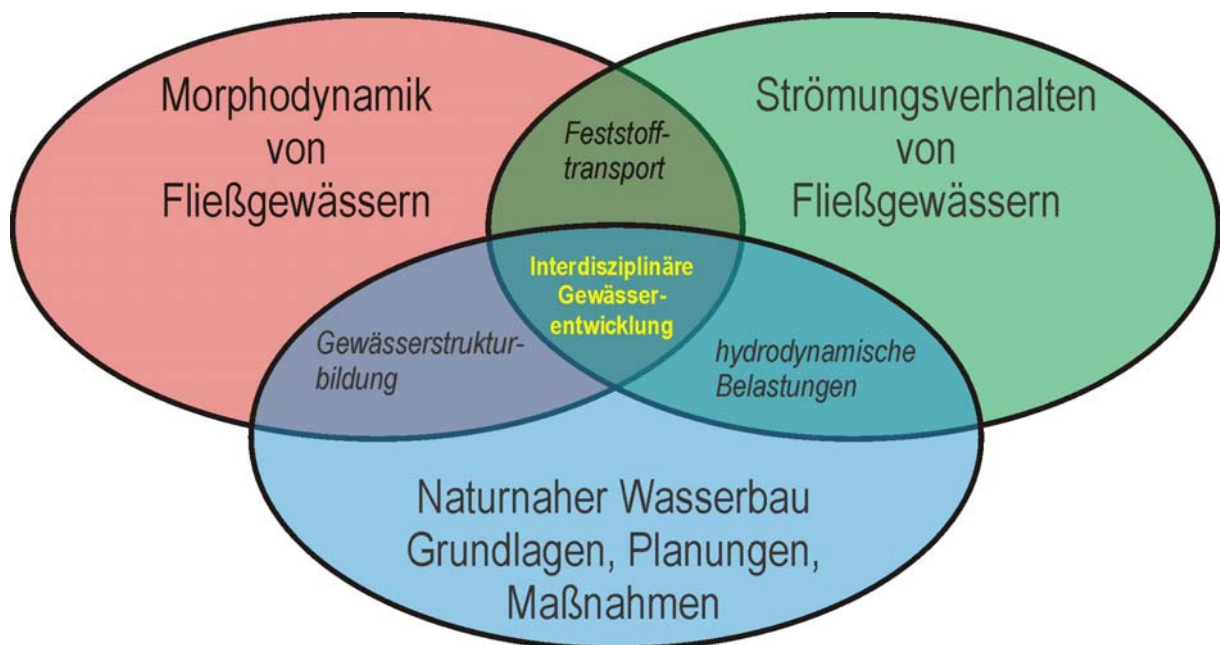 Morphodynamik
von
Fließgewässern
Feststoff-
transport
Strömungsverhalten
von
Fließgewässern
Interdisziplinäre
Gewässer-
entwicklung
Gewässerstruktur-
bildung
hydrodynamische
Belastungen
Naturnaher Wasserbau
Grundlagen, Planungen,
Maßnahmen